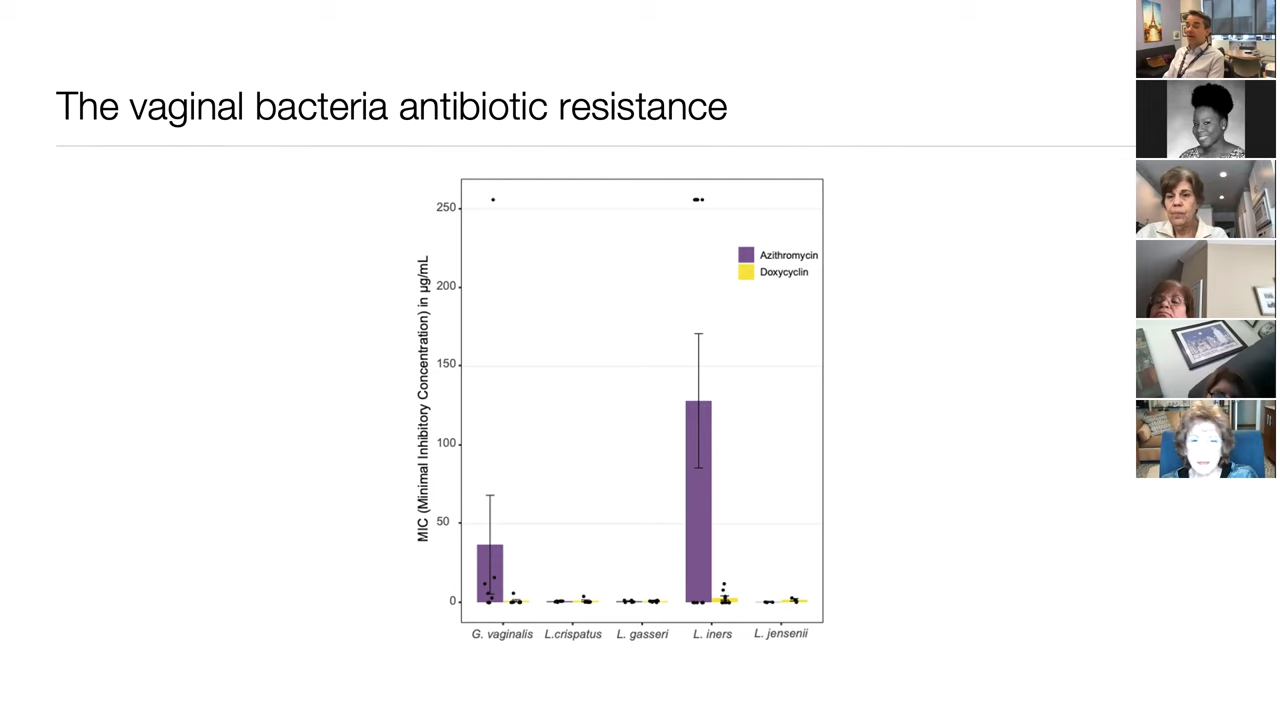 The vaginal bacteria antibiotic resistance
MIC (Minimal Inhibitory Concentration) in µg/mL
250
200
150
100
50
0
Azithromycin
Doxycyclin
G. vaginalis
L.crispatus
L. gasseri
L. iners
L. jensenii